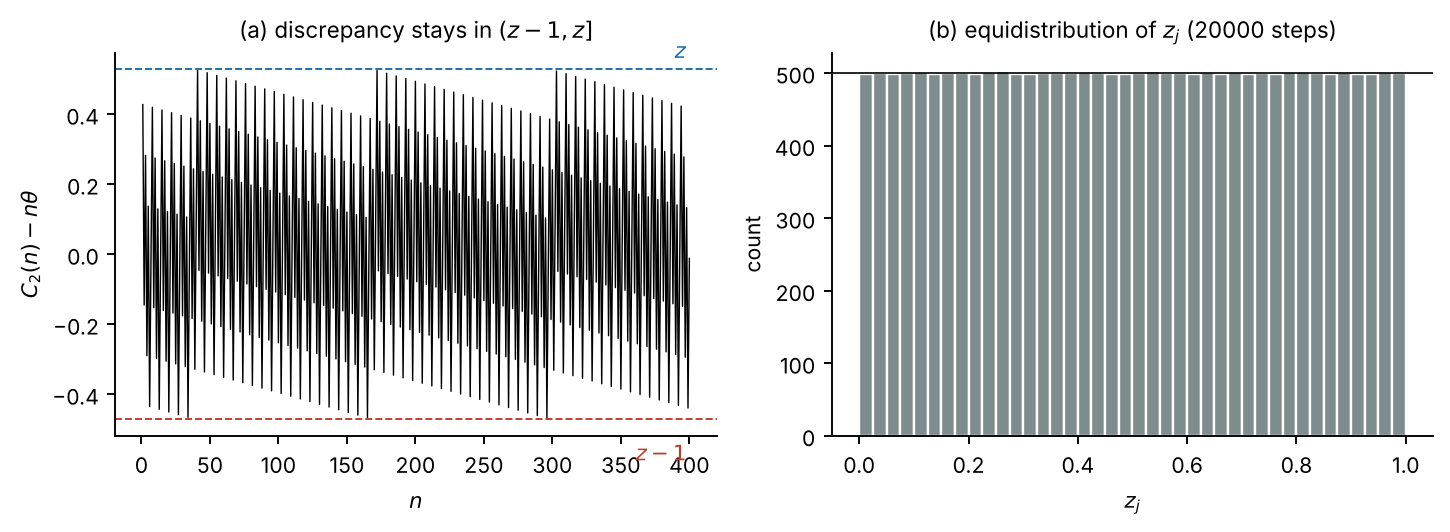 (a) discrepancy stays in (z − 1, z]
z
0.4
0.2
0.0
−0.2
−0.4
C₂(n) − nθ
z−1
0 50 100 150 200 250 300 350 400
n
(b) equidistribution of zⱼ (20000 steps)
500
400
300
200
100
0
count
0.0 0.2 0.4 0.6 0.8 1.0
zⱼ